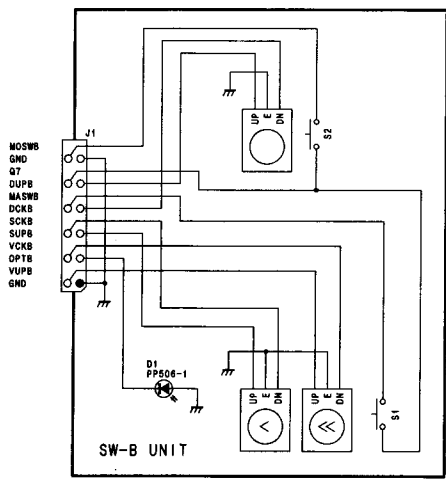 J1
MOSWB
GND
Q7
DUPB
MASWB
DCKB
SCKB
SUPB
VCKB
OPTB
VUPB
GND
UP E DN
S2
D1
PP506-1
UP E DN
UP E DN
S1
SW-B UNIT